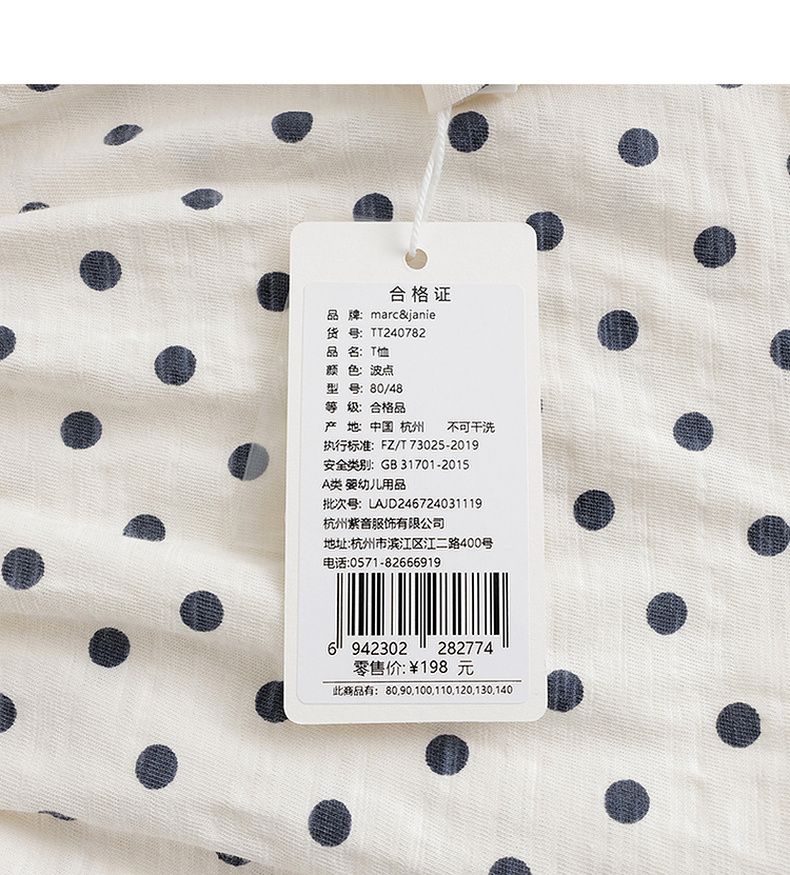 合格证
品 牌: marc&janie
货 号: TT240782
品 名: T恤
颜 色: 波点
型 号: 80/48
等 级: 合格品
产 地: 中国 杭州 不可干洗
执行标准: FZ/T 73025-2019
安全类别: GB 31701-2015
A类 婴幼儿用品
批次号: LAJD246724031119
杭州紫音服饰有限公司
地址:杭州市滨江区江二路400号
电话:0571-82666919
6 942302 282774
零售价:¥198 元
此商品有: 80,90,100,110,120,130,140